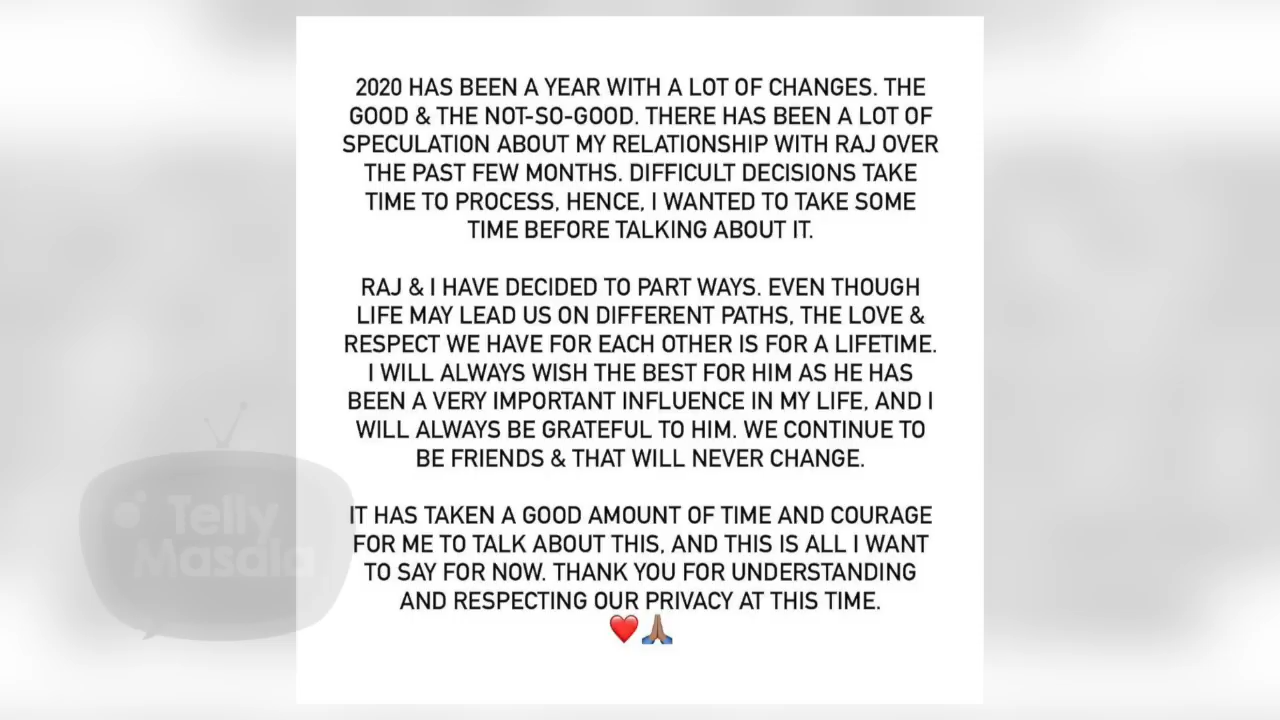 2020 HAS BEEN A YEAR WITH A LOT OF CHANGES. THE
GOOD & THE NOT-SO-GOOD. THERE HAS BEEN A LOT OF
SPECULATION ABOUT MY RELATIONSHIP WITH RAJ OVER
THE PAST FEW MONTHS. DIFFICULT DECISIONS TAKE
TIME TO PROCESS, HENCE, I WANTED TO TAKE SOME
TIME BEFORE TALKING ABOUT IT.
RAJ & I HAVE DECIDED TO PART WAYS. EVEN THOUGH
LIFE MAY LEAD US ON DIFFERENT PATHS, THE LOVE &
RESPECT WE HAVE FOR EACH OTHER IS FOR A LIFETIME.
I WILL ALWAYS WISH THE BEST FOR HIM AS HE HAS
BEEN A VERY IMPORTANT INFLUENCE IN MY LIFE, AND I
WILL ALWAYS BE GRATEFUL TO HIM. WE CONTINUE TO
BE FRIENDS & THAT WILL NEVER CHANGE.
IT HAS TAKEN A GOOD AMOUNT OF TIME AND COURAGE
FOR ME TO TALK ABOUT THIS, AND THIS IS ALL I WANT
TO SAY FOR NOW. THANK YOU FOR UNDERSTANDING
AND RESPECTING OUR PRIVACY AT THIS TIME.
❤️🙏🏽
Telly
Masala